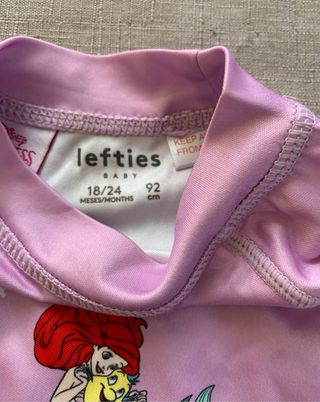 lefties
BABY
18/24 92
MESES/MONTHS cm
KEEP A
FROM